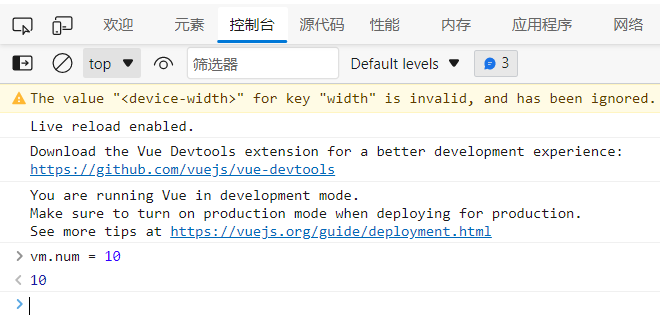 欢迎 元素 控制台 源代码 性能 内存 应用程序 网络
top 筛选器 Default levels 3
The value "<device-width>" for key "width" is invalid, and has been ignored.
Live reload enabled.
Download the Vue Devtools extension for a better development experience:
https://github.com/vuejs/vue-devtools
You are running Vue in development mode.
Make sure to turn on production mode when deploying for production.
See more tips at https://vuejs.org/guide/deployment.html
> vm.num = 10
< 10
>